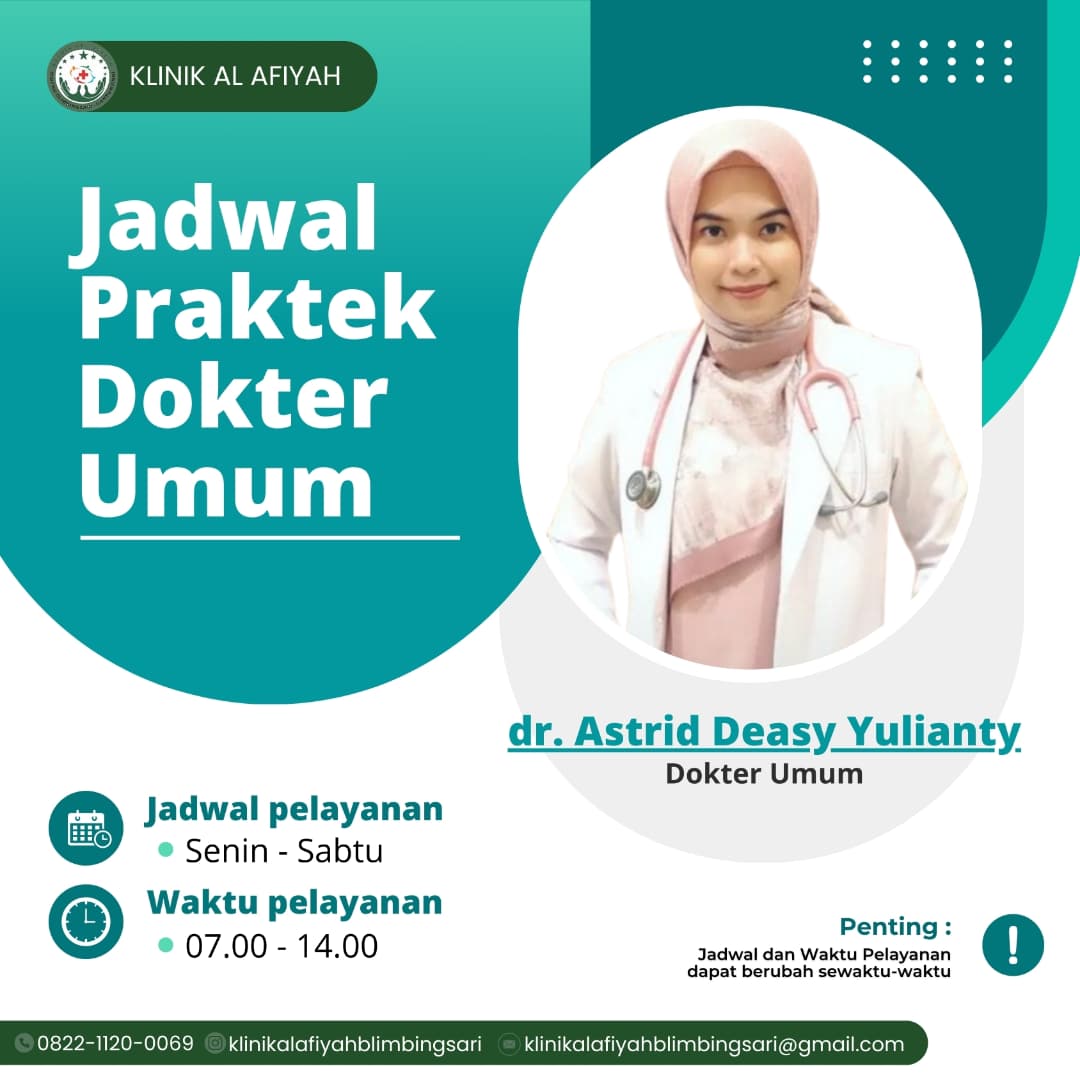 KLINIK AL AFIYAH
Jadwal
Praktek
Dokter
Umum
dr. Astrid Deasy Yulianty
Dokter Umum
Jadwal pelayanan
Senin - Sabtu
Waktu pelayanan
07.00 - 14.00
Penting :
Jadwal dan Waktu Pelayanan
dapat berubah sewaktu-waktu
0822-1120-0069 klinikalafiyahblimbingsari klinikalafiyahblimbingsari@gmail.com